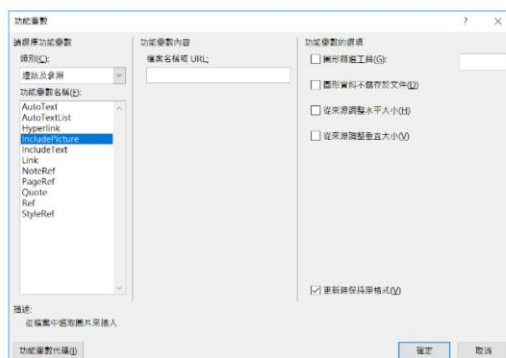 功能變數
請選擇功能變數
類別(C):
連結及參照
功能變數名稱(F):
AutoText
AutoTextList
Hyperlink
IncludePicture
IncludeText
Link
NoteRef
PageRef
Quote
Ref
StyleRef
功能變數內容
檔案名稱或 URL:
功能變數的選項
圖形篩選工具(G):
圖形資料不儲存於文件(D)
從來源調整水平大小(H)
從來源調整垂直大小(V)
更新時保持原格式(V)
描述:
從檔案中選取圖片來插入
功能變數代碼(I)
確定
取消